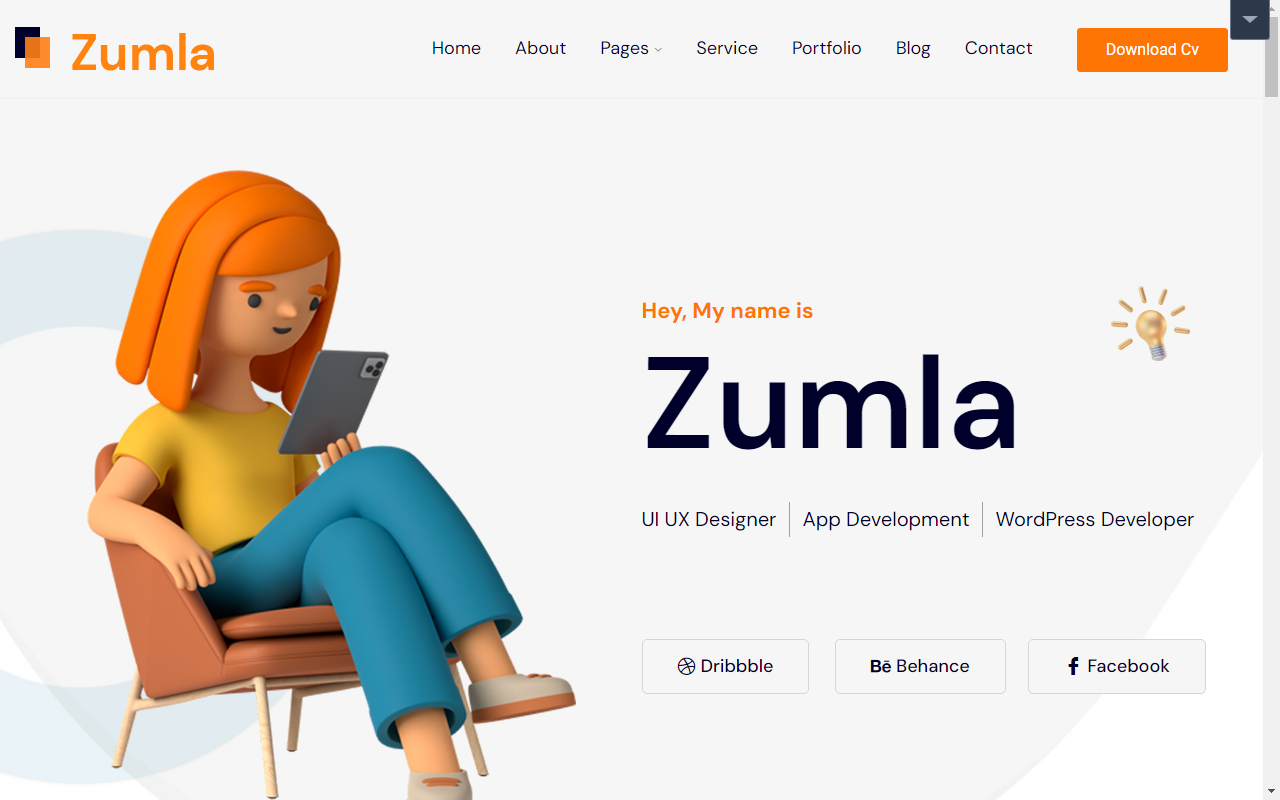 Zumla
Home About Pages Service Portfolio Blog Contact Download Cv
Hey, My name is
Zumla
UI UX Designer App Development WordPress Developer
Dribbble Bē Behance Facebook